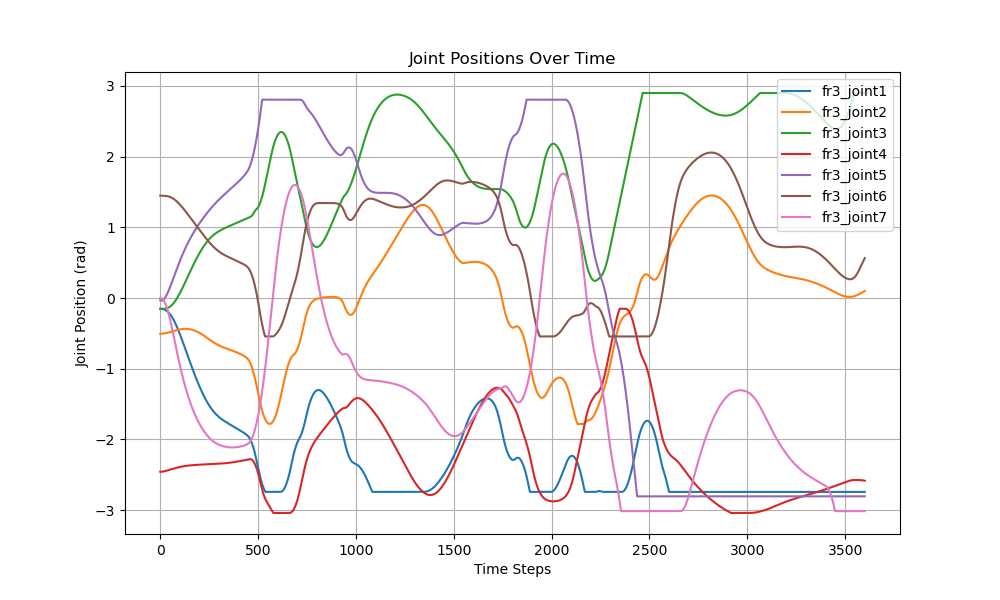 Joint Positions Over Time
Joint Position (rad)
3
2
1
0
−1
−2
−3
fr3_joint1
fr3_joint2
fr3_joint3
fr3_joint4
fr3_joint5
fr3_joint6
fr3_joint7
0
500
1000
1500
2000
2500
3000
3500
Time Steps